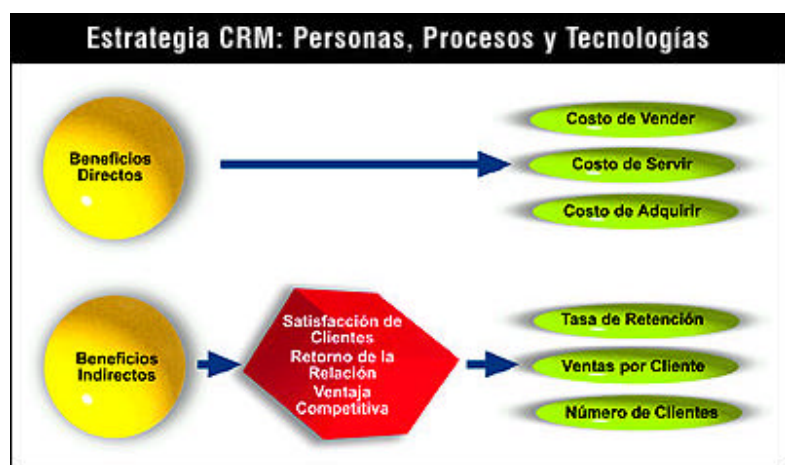 Estrategia CRM: Personas, Procesos y Tecnologías
Beneficios
Directos
Costo de Vender
Costo de Servir
Costo de Adquirir
Beneficios
Indirectos
Satisfacción de
Clientes
Retorno de la
Relación
Ventaja
Competitiva
Tasa de Retención
Ventas por Cliente
Número de Clientes